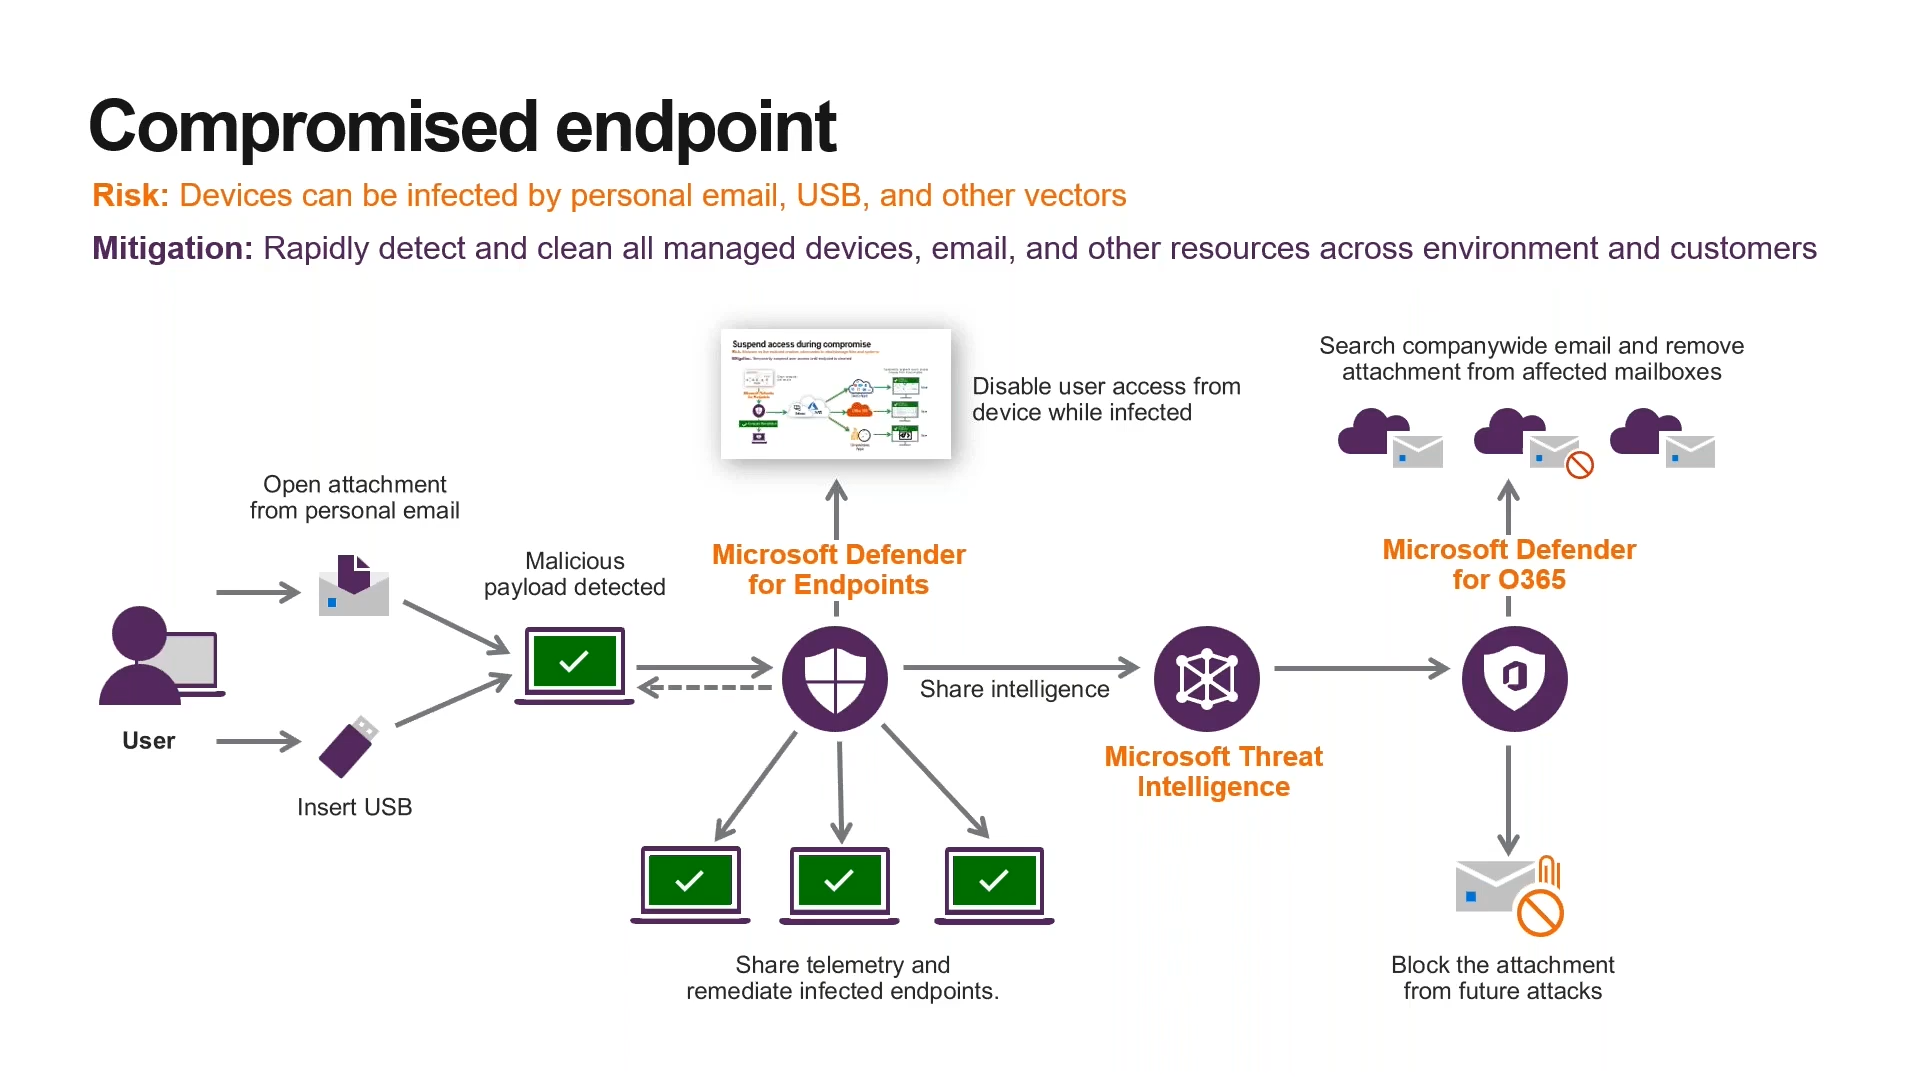 Compromised endpoint
Risk: Devices can be infected by personal email, USB, and other vectors
Mitigation: Rapidly detect and clean all managed devices, email, and other resources across environment and customers
Suspend access during compromise
Disable user access from
device while infected
Search companywide email and remove
attachment from affected mailboxes
Open attachment
from personal email
Malicious
payload detected
Microsoft Defender
for Endpoints
Microsoft Defender
for O365
User
Insert USB
Share intelligence
Microsoft Threat
Intelligence
Share telemetry and
remediate infected endpoints.
Block the attachment
from future attacks